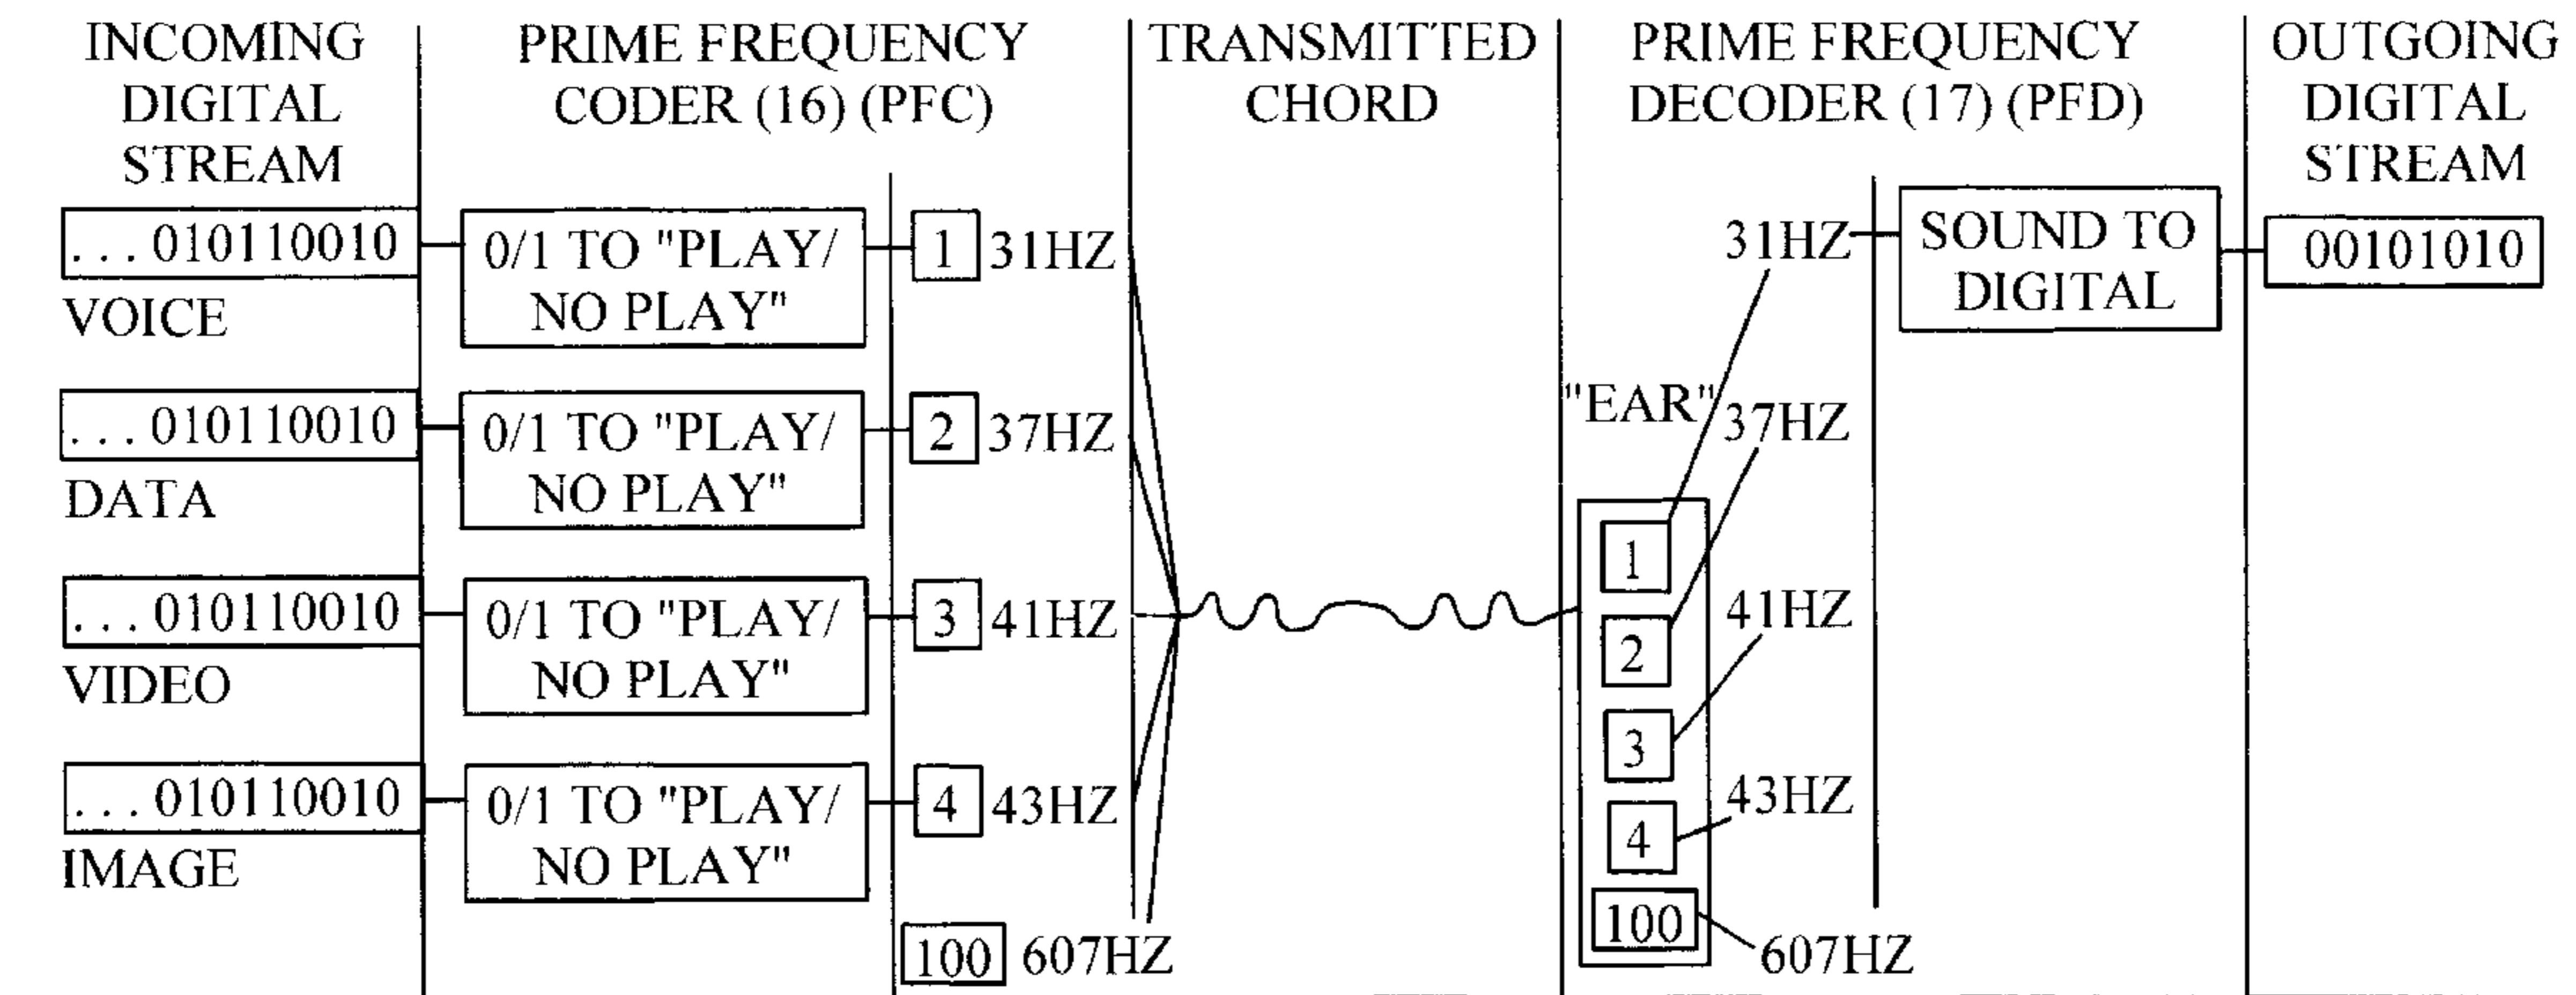 INCOMING
DIGITAL
STREAM
PRIME FREQUENCY
CODER (16) (PFC)
TRANSMITTED
CHORD
PRIME FREQUENCY
DECODER (17) (PFD)
OUTGOING
DIGITAL
STREAM
...010110010
VOICE
0/1 TO "PLAY/
NO PLAY"
1 31HZ
...010110010
DATA
0/1 TO "PLAY/
NO PLAY"
2 37HZ
...010110010
VIDEO
0/1 TO "PLAY/
NO PLAY"
3 41HZ
...010110010
IMAGE
0/1 TO "PLAY/
NO PLAY"
4 43HZ
100 607HZ
"EAR"
1
2
3
4
100
31HZ
37HZ
41HZ
43HZ
607HZ
SOUND TO
DIGITAL
00101010